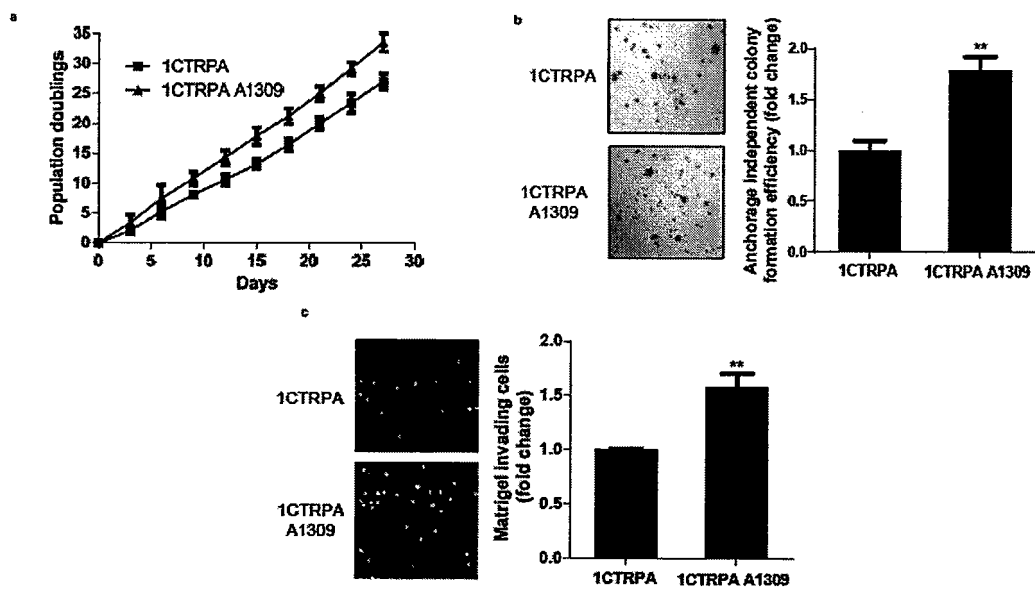 a
Population doublings
35
30
25
20
15
10
5
0
1CTRPA
1CTRPA A1309
0 5 10 15 20 25 30
Days
b
1CTRPA
1CTRPA
A1309
Anchorage independent colony
formation efficiency (fold change)
2.0
1.5
1.0
0.5
0.0
**
1CTRPA 1CTRPA A1309
c
1CTRPA
1CTRPA
A1309
Matrigel invading cells
(fold change)
2.0
1.5
1.0
0.5
0.0
**
1CTRPA 1CTRPA A1309